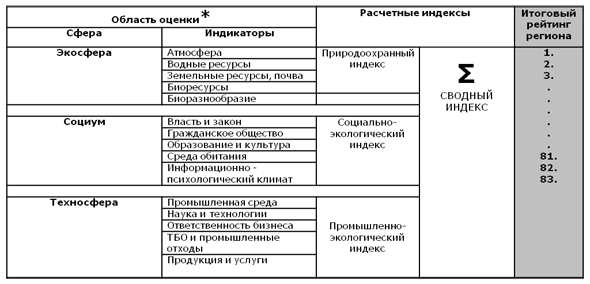 Область оценки*
Расчетные индексы
Итоговый
рейтинг
региона
Сфера
Индикаторы
Экосфера
Атмосфера
Водные ресурсы
Земельные ресурсы, почва
Биоресурсы
Биоразнообразие
Природоохранный
индекс
Социум
Власть и закон
Гражданское общество
Образование и культура
Среда обитания
Информационно -
психологический климат
Социально-
экологический
индекс
Техносфера
Промышленная среда
Наука и технологии
Ответственность бизнеса
ТБО и промышленные
отходы
Продукция и услуги
Промышленно-
экологический
индекс
Σ
СВОДНЫЙ
ИНДЕКС
1.
2.
3.
.
.
.
.
.
.
81.
82.
83.